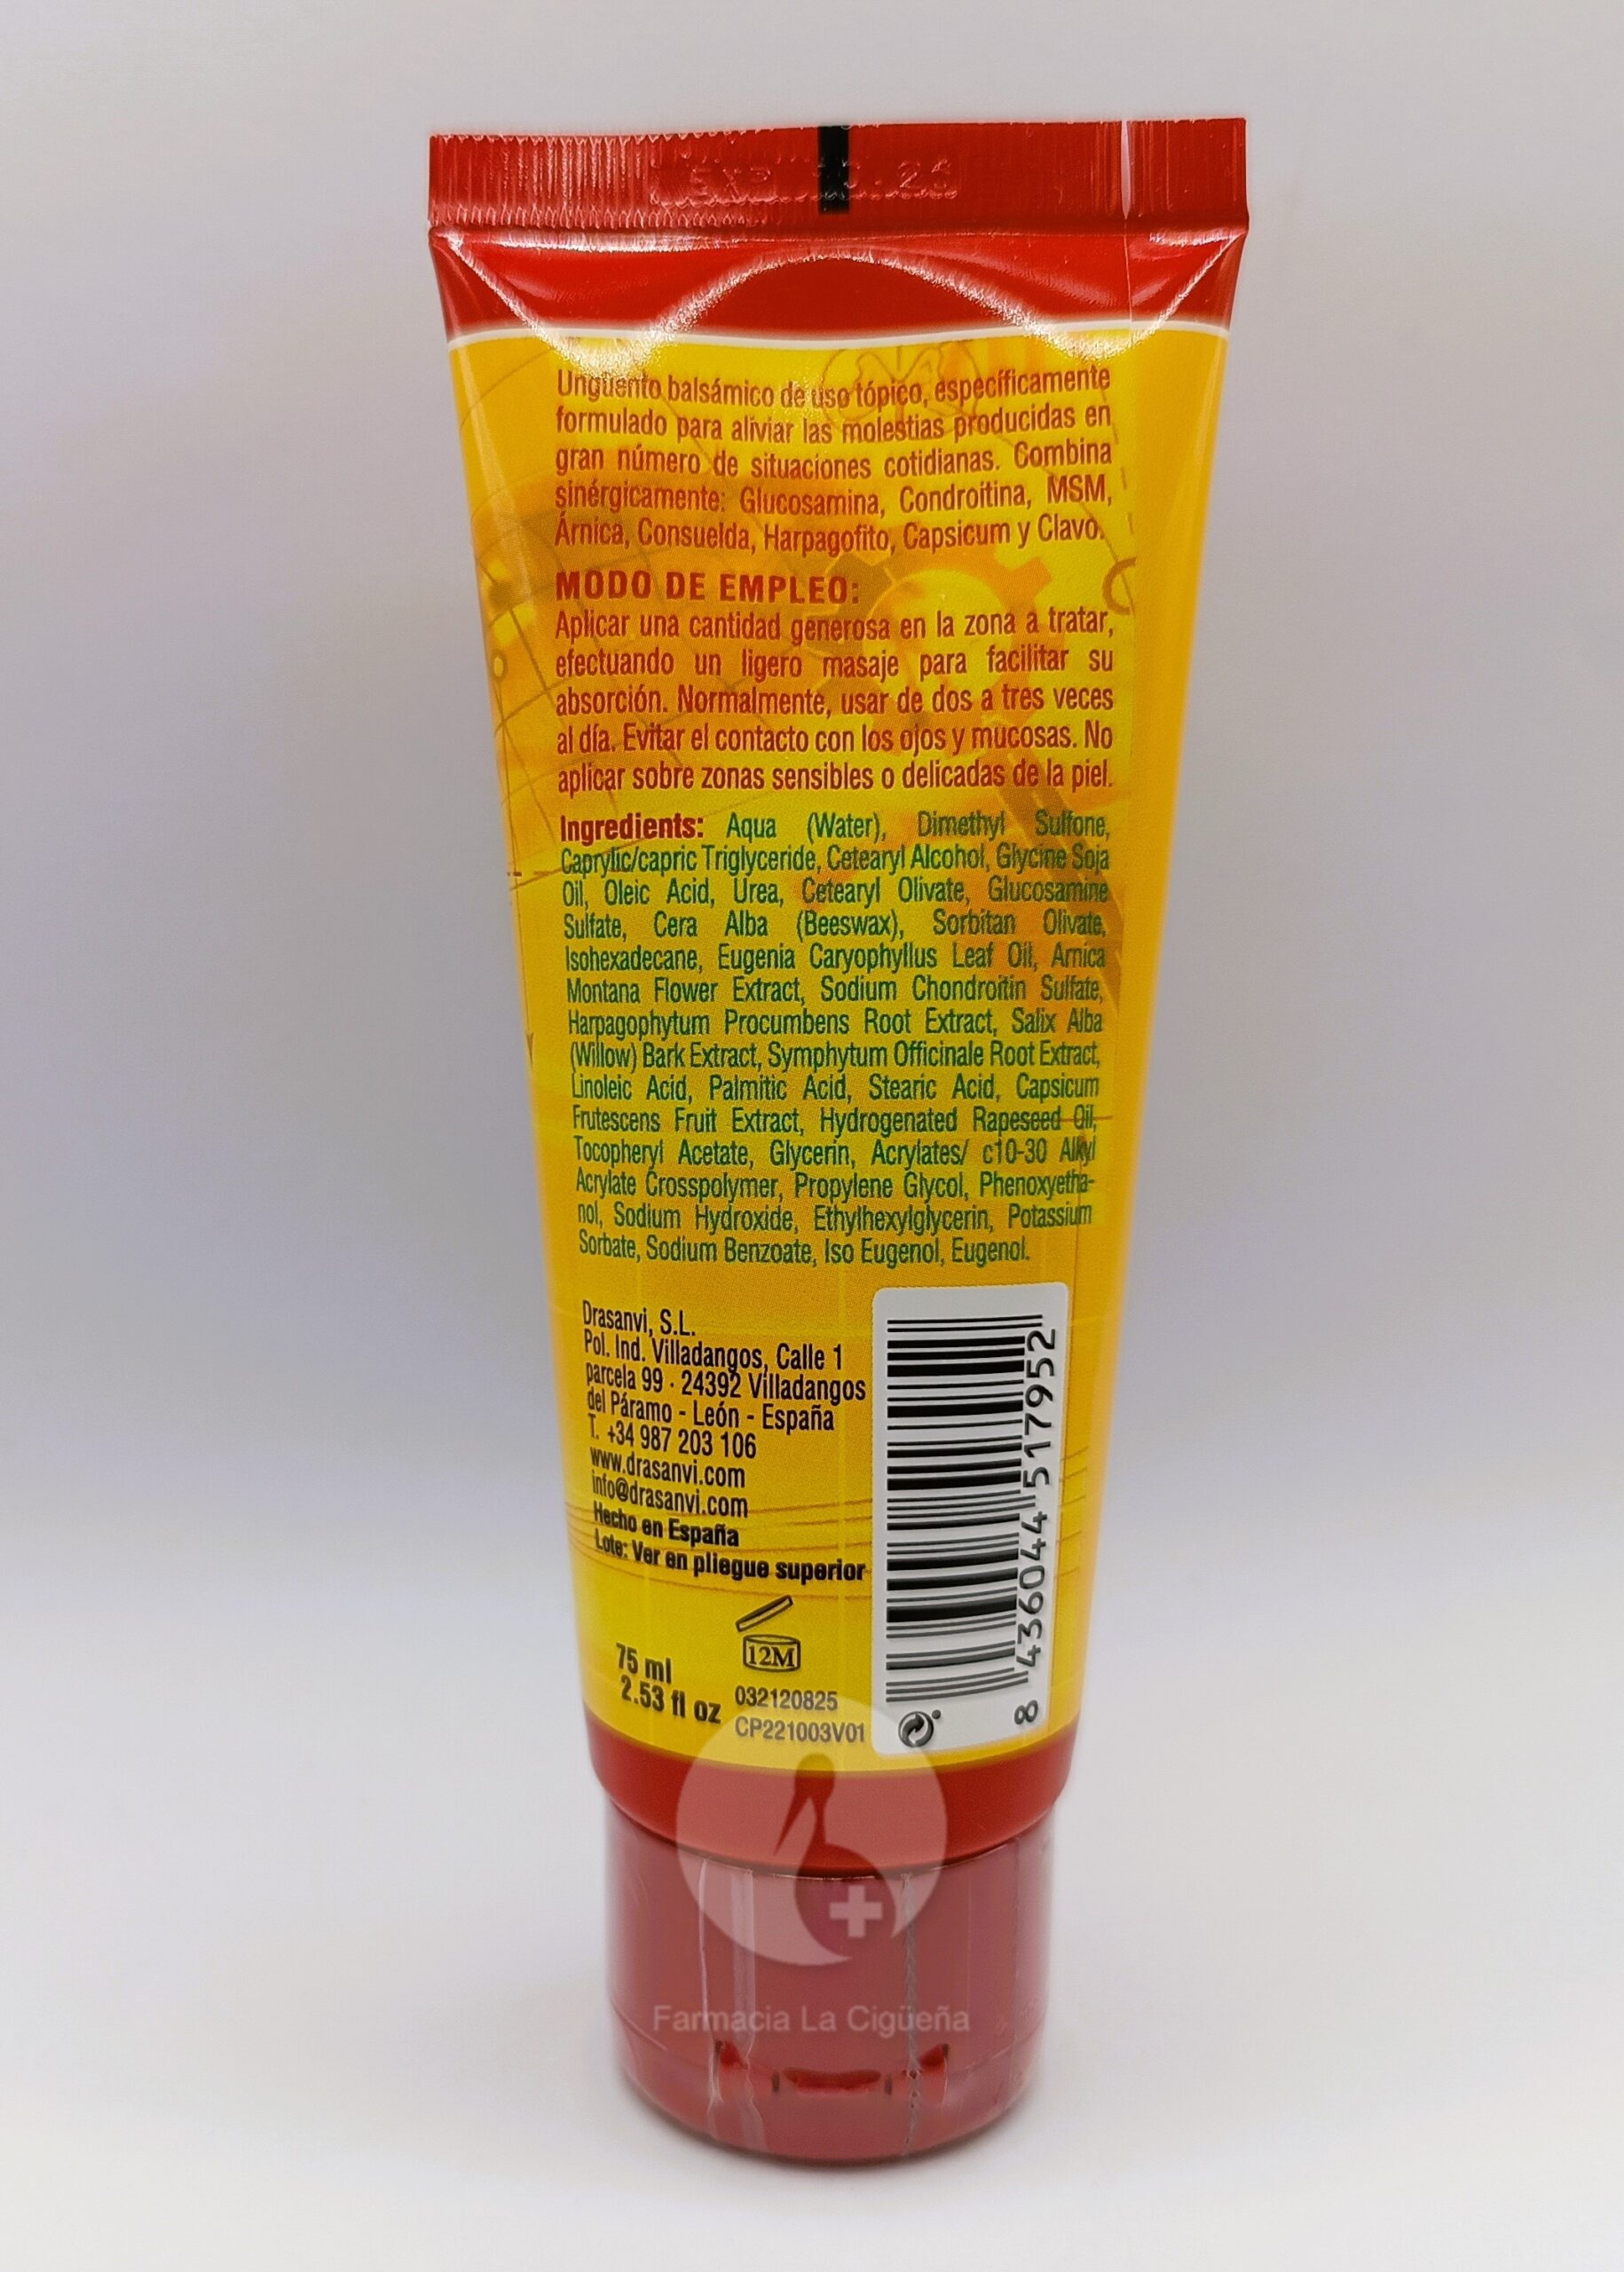 Ungüento balsámico de uso tópico, específicamente
formulado para aliviar las molestias producidas en
gran número de situaciones cotidianas. Combina
sinérgicamente: Glucosamina, Condroitina, MSM,
Árnica, Consuelda, Harpagofito, Capsicum y Clavo.
MODO DE EMPLEO:
Aplicar una cantidad generosa en la zona a tratar,
efectuando un ligero masaje para facilitar su
absorción. Normalmente, usar de dos a tres veces
al día. Evitar el contacto con los ojos y mucosas. No
aplicar sobre zonas sensibles o delicadas de la piel.
Ingredients: Aqua (Water), Dimethyl Sulfone,
Caprylic/capric Triglyceride, Cetearyl Alcohol, Glycine Soja
Oil, Oleic Acid, Urea, Cetearyl Olivate, Glucosamine
Sulfate, Cera Alba (Beeswax), Sorbitan Olivate,
Isohexadecane, Eugenia Caryophyllus Leaf Oil, Arnica
Montana Flower Extract, Sodium Chondroitin Sulfate,
Harpagophytum Procumbens Root Extract, Salix Alba
(Willow) Bark Extract, Symphytum Officinale Root Extract,
Linoleic Acid, Palmitic Acid, Stearic Acid, Capsicum
Frutescens Fruit Extract, Hydrogenated Rapeseed Oil,
Tocopheryl Acetate, Glycerin, Acrylates/ c10-30 Alkyl
Acrylate Crosspolymer, Propylene Glycol, Phenoxyetha-
nol, Sodium Hydroxide, Ethylhexylglycerin, Potassium
Sorbate, Sodium Benzoate, Iso Eugenol, Eugenol.
Drasanvi, S.L.
Pol. Ind. Villadangos, Calle 1
parcela 99 · 24392 Villadangos
del Páramo - León - España
T. +34 987 203 106
www.drasanvi.com
info@drasanvi.com
Hecho en España
Lote: Ver en pliegue superior
75 ml
2.53 fl oz
12M
032120825
CP221003V01
8 436044 517952
Farmacia La Cigüeña